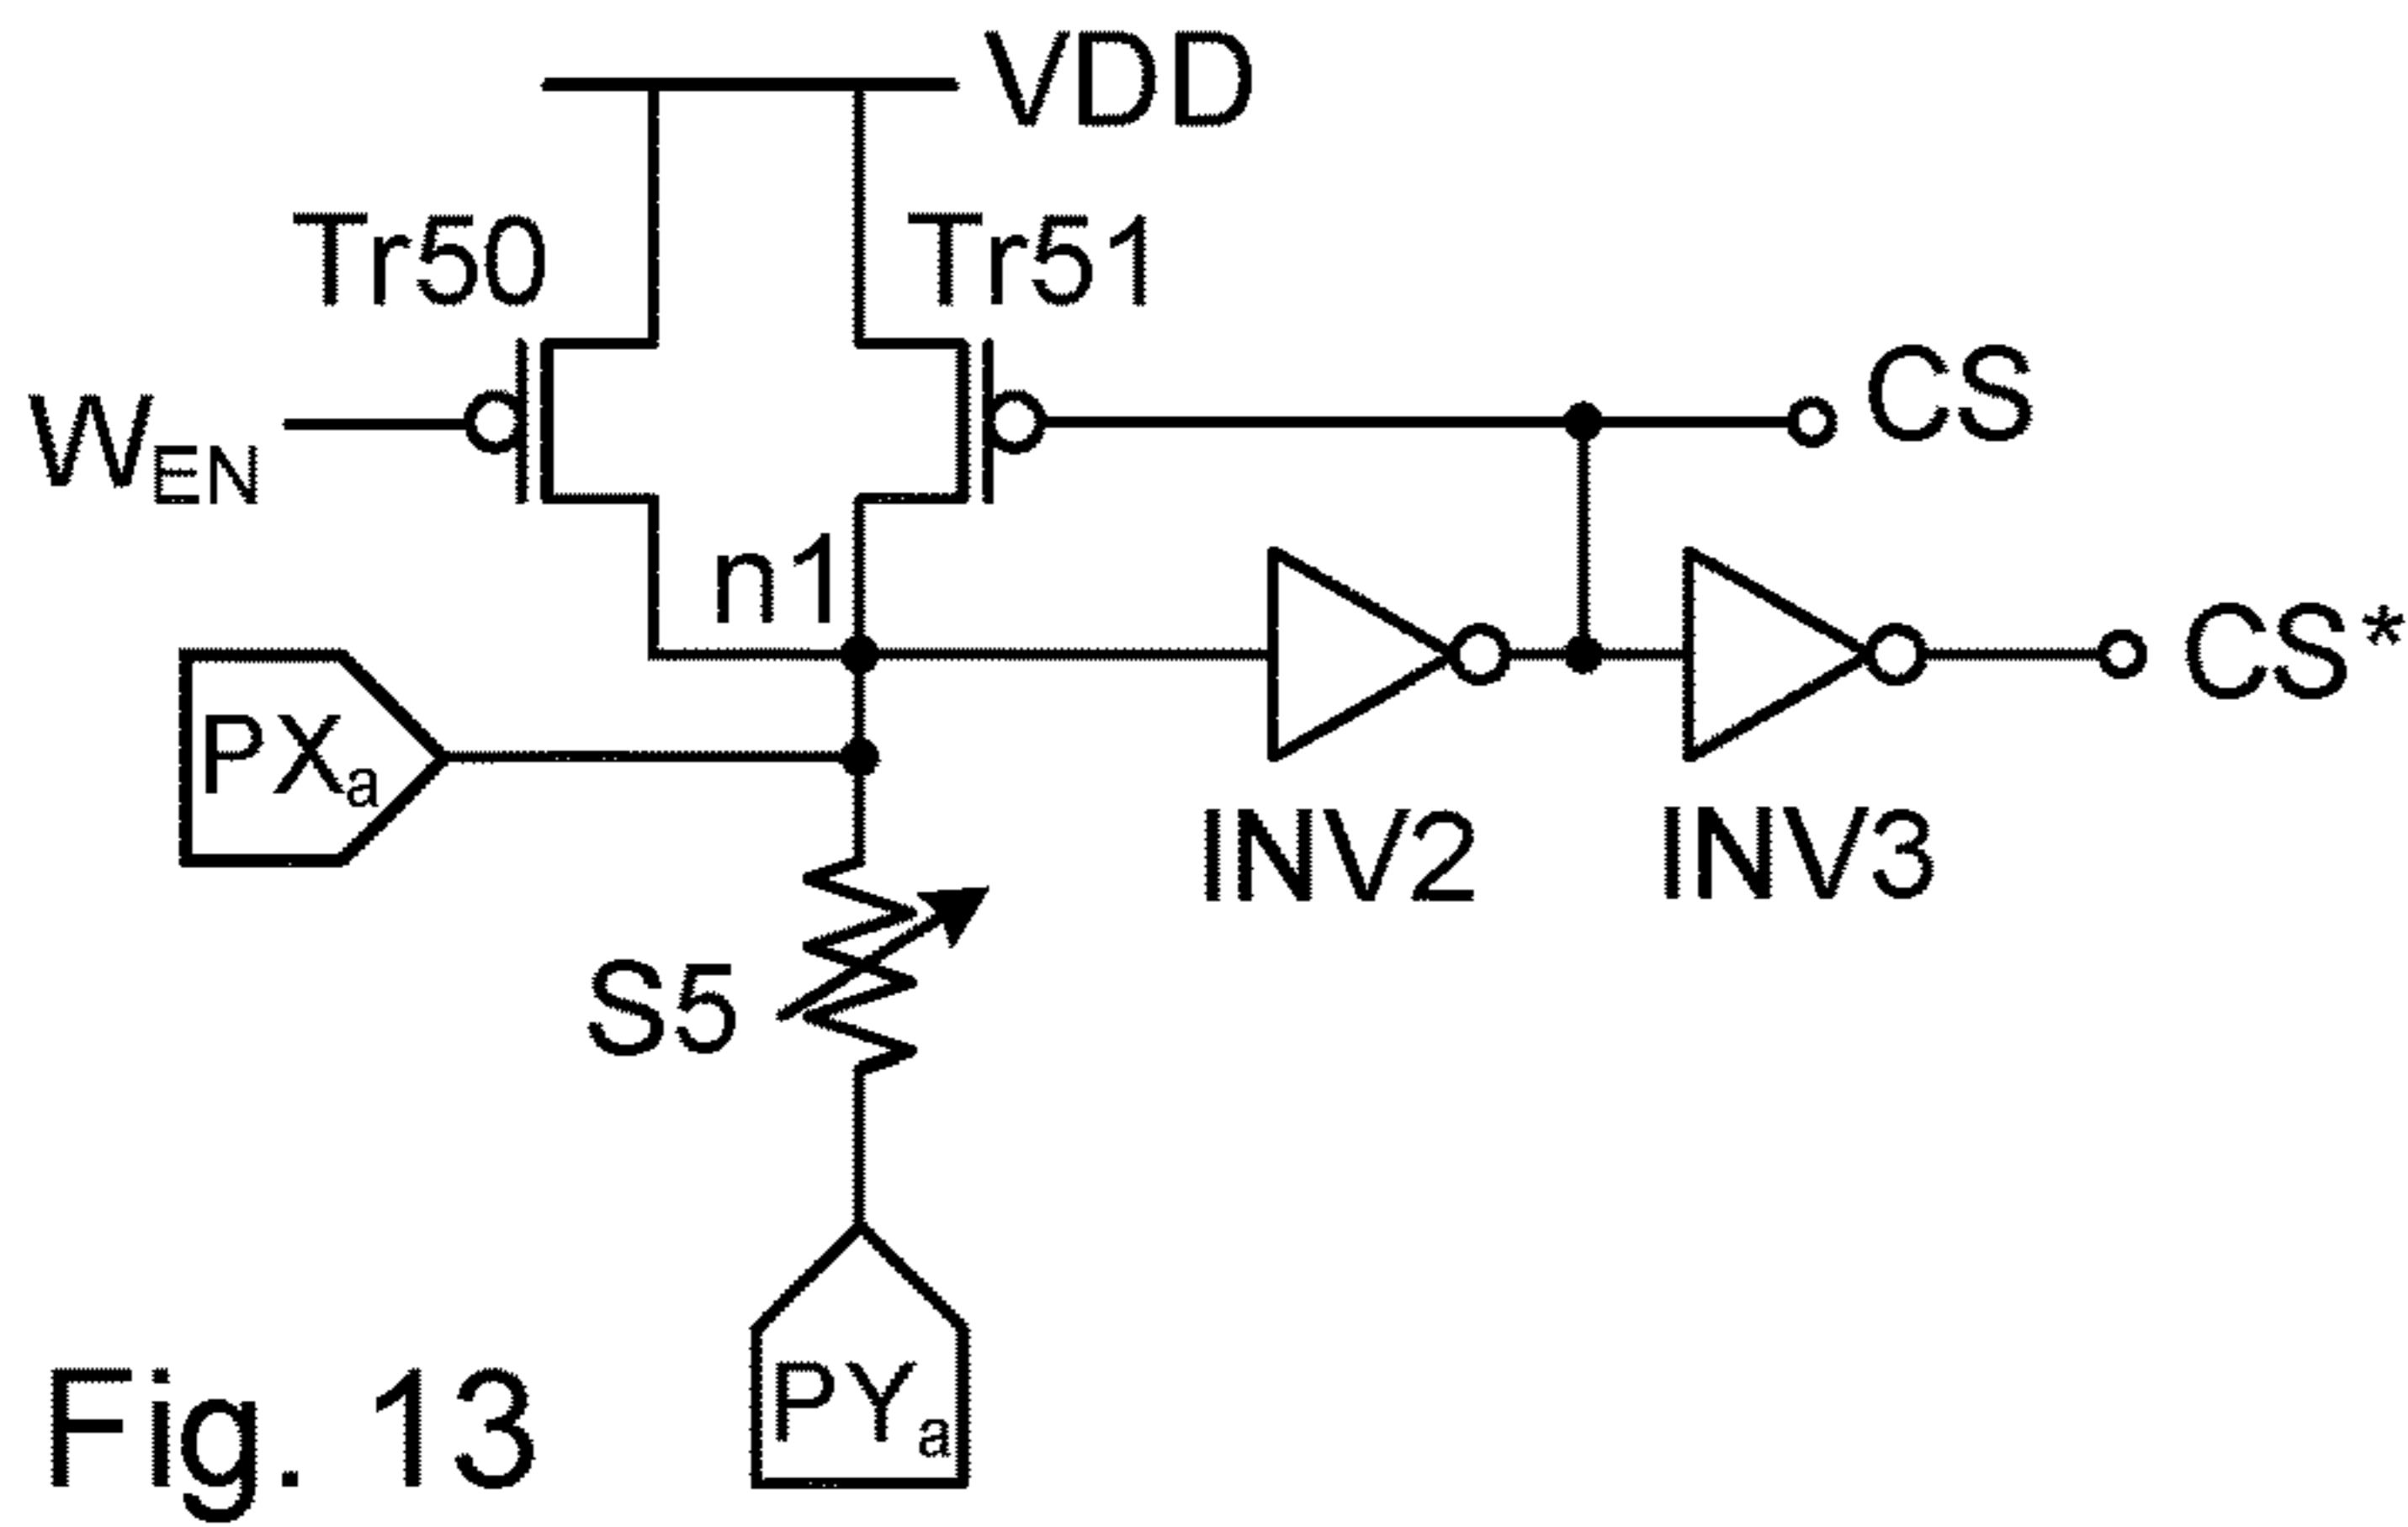 VDD
Tr50 Tr51
WEN
CS
n1
CS*
PXa
INV2 INV3
S5
PYa
Fig. 13